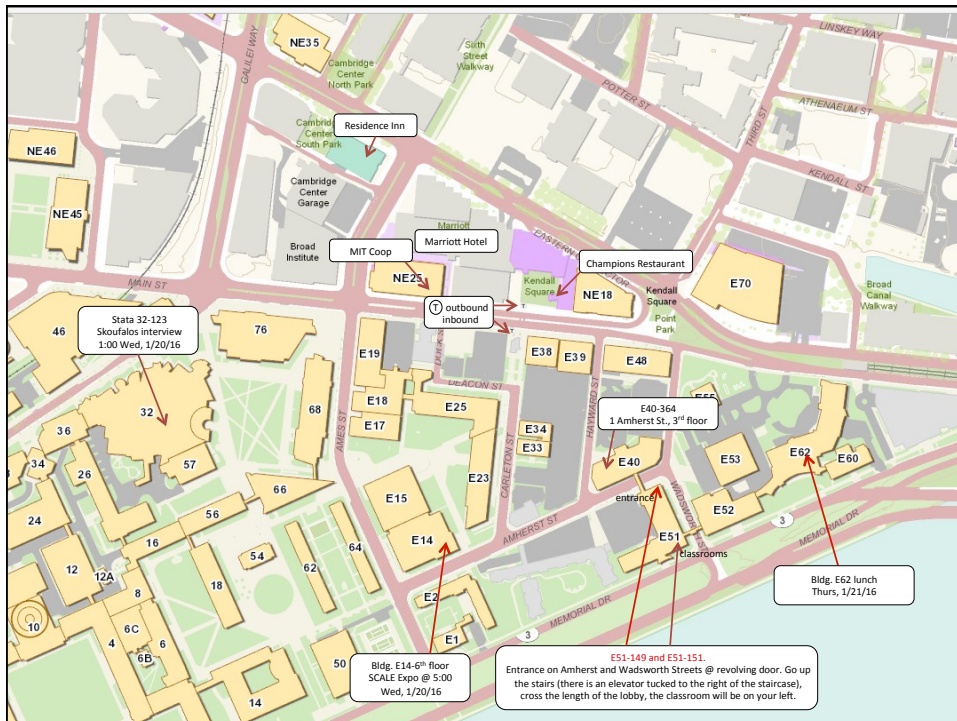 LINSKEY WAY
NE35
GALILEI WAY
Cambridge
Center
North Park
Sixth
Street
Walkway
POTTER ST
THIRD ST
ATHENAEUM ST
Residence Inn
Cambridge
Center
South Park
NE46
KENDALL ST
Cambridge
Center
Garage
NE45
Marriott
Marriott Hotel
MIT Coop
Broad
Institute
Champions Restaurant
MAIN ST
NE25
Kendall
Square
NE18
Kendall
Square
E70
Broad
Canal
Walkway
T outbound
inbound
Point
Park
Stata 32-123
Skoufalos interview
1:00 Wed, 1/20/16
46
76
E19
E38
E39
E48
DEACON ST
HAYWARD ST
E18
E25
E17
32
68
AMES ST
E40-364
1 Amherst St., 3rd floor
36
34
26
57
E34
E33
CARLETON ST
E40
E53
E62
E60
E23
66
E15
entrance
WADSWORTH ST
E52
24
56
16
E14
AMHERST ST
E51
classrooms
3
MEMORIAL DR
12
12A
18
54
62
64
8
Bldg. E62 lunch
Thurs, 1/21/16
E2
MEMORIAL DR
10
6C
4
6
6B
E1
3
50
14
Bldg. E14-6th floor
SCALE Expo @ 5:00
Wed, 1/20/16
E51-149 and E51-151.
Entrance on Amherst and Wadsworth Streets @ revolving door. Go up
the stairs (there is an elevator tucked to the right of the staircase),
cross the length of the lobby, the classroom will be on your left.